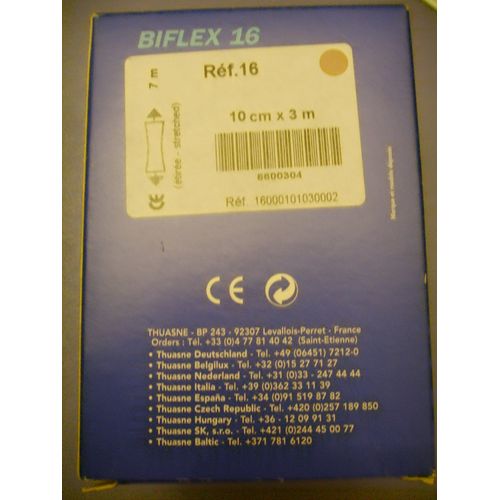 BIFLEX 16
7 m
(étirée - stretched)
Réf.16
10 cm x 3 m
6600304
Réf. 16000101030002
Marque et modèle déposés
CE
THUASNE - BP 243 - 92307 Levallois-Perret - France
Orders : Tél. +33 (0)4 77 81 40 42 (Saint-Etienne)
• Thuasne Deutschland - Tel. +49 (06451) 7212-0
• Thuasne Belgilux - Tel. +32 (0)15 27 71 27
• Thuasne Nederland - Tel. +31 (0)33 - 247 44 44
• Thuasne Italia - Tel. +39 (0)362 33 11 39
• Thuasne España - Tel. +34 (0)91 519 87 82
• Thuasne Czech Republic - Tel. +420 (0)257 189 850
• Thuasne Hungary - Tel. +36 - 12 09 91 31
• Thuasne SK, s.r.o. - Tel. +421 (0)244 45 00 77
• Thuasne Baltic - Tel. +371 781 6120